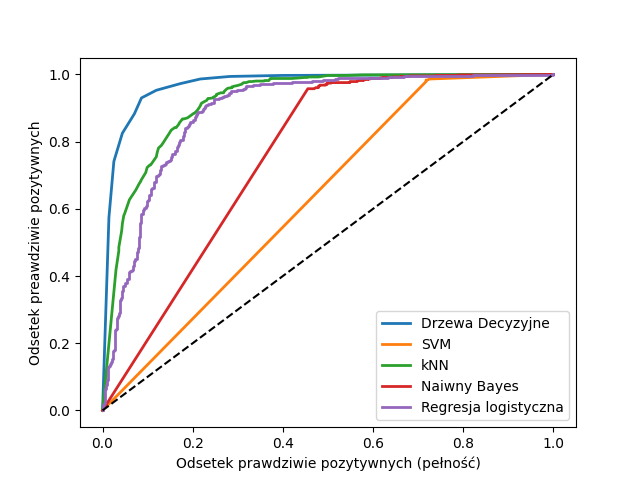 1.0
0.8
0.6
0.4
0.2
0.0
Odsetek preawdziwie pozytywnych
0.0 0.2 0.4 0.6 0.8 1.0
Odsetek prawdziwie pozytywnych (pełność)
Drzewa Decyzyjne
SVM
kNN
Naiwny Bayes
Regresja logistyczna